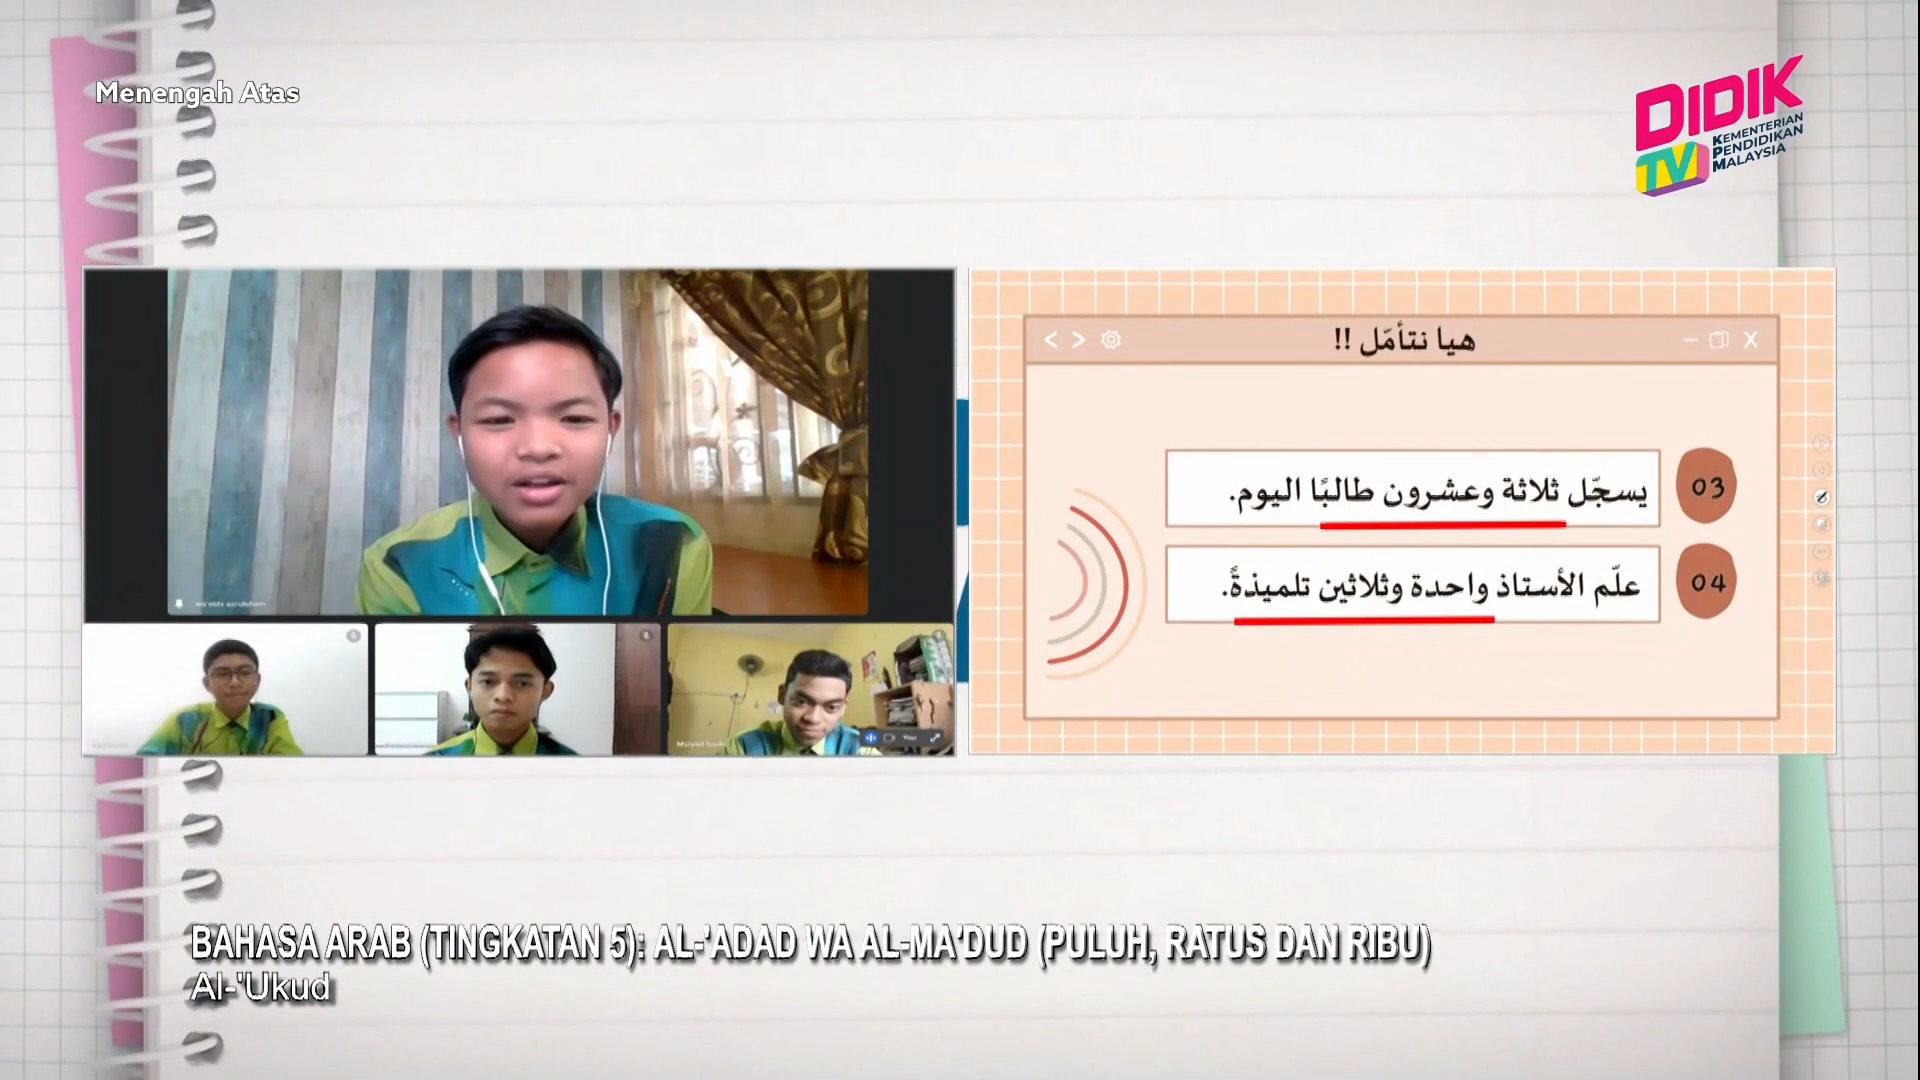 Menengah Atas
DIDIK
TV
KEMENTERIAN
PENDIDIKAN
MALAYSIA
هيا نتأمّل !!
03
يسجّل ثلاثة وعشرون طالبًا اليوم.
04
علّم الأستاذ واحدة وثلاثين تلميذةً.
BAHASA ARAB (TINGKATAN 5): AL-'ADAD WA AL-MA'DUD (PULUH, RATUS DAN RIBU)
Al-'Ukud